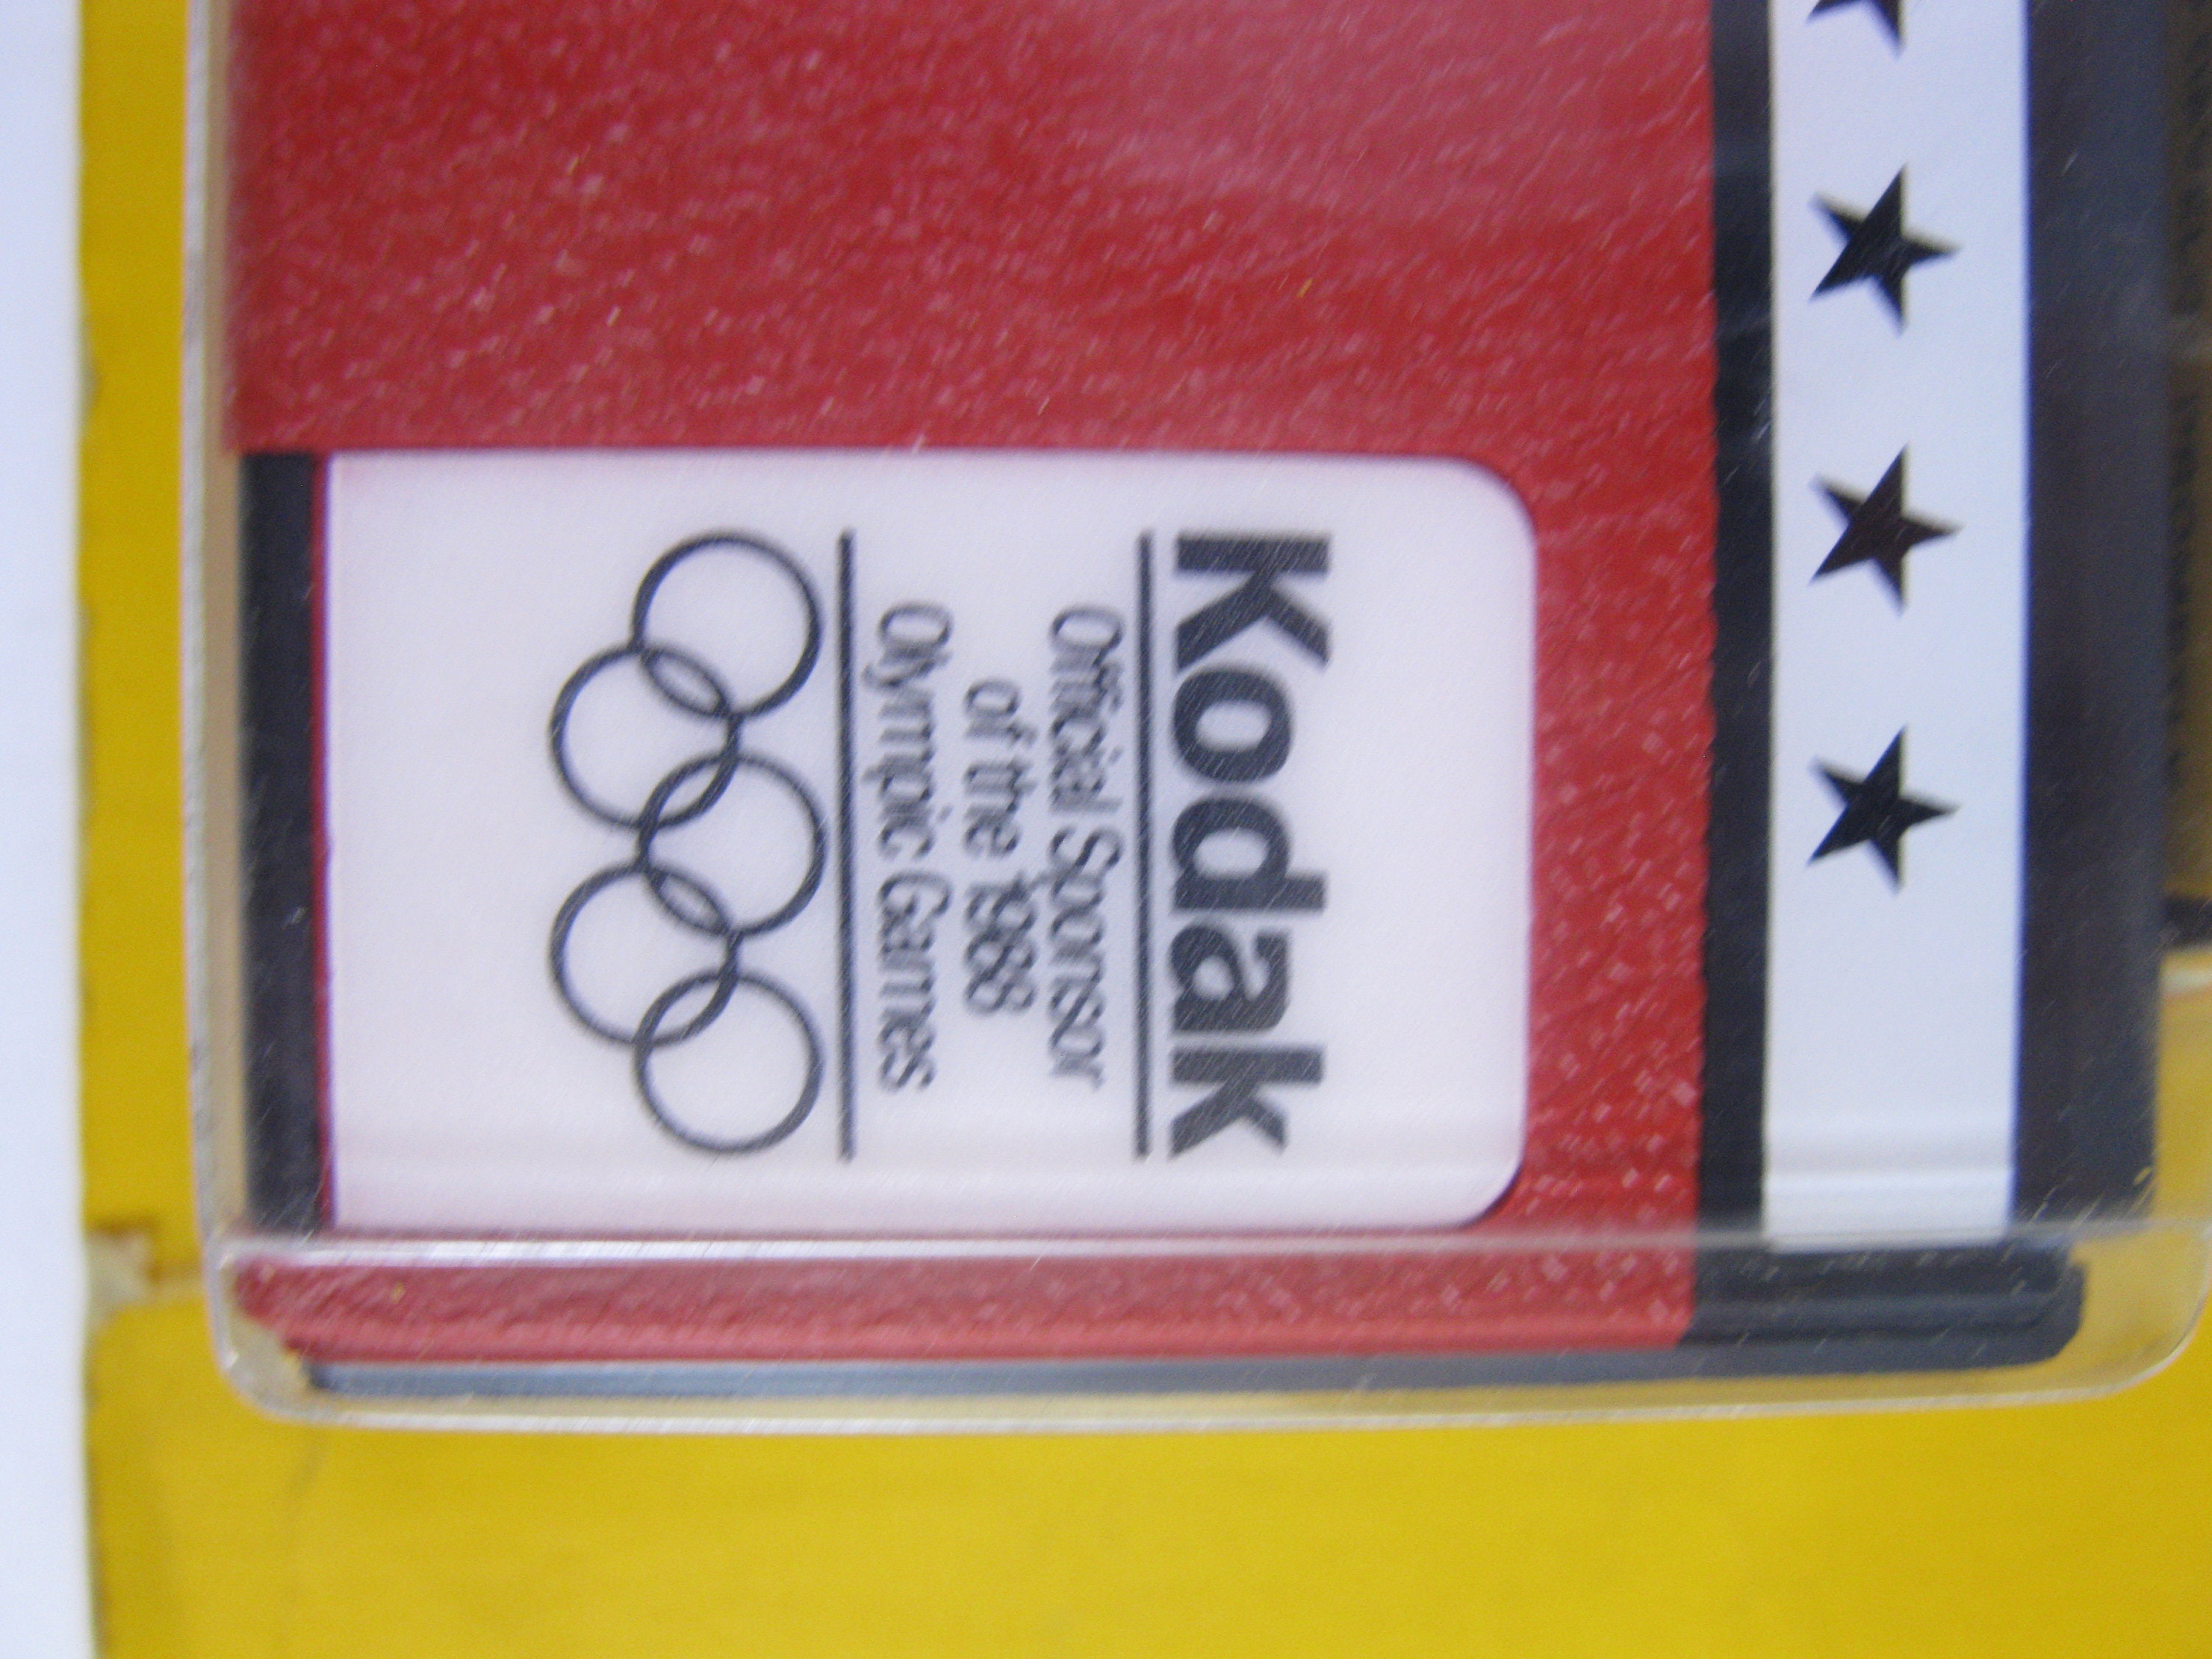 Kodak
Official Sponsor
of the 1988
Olympic Games